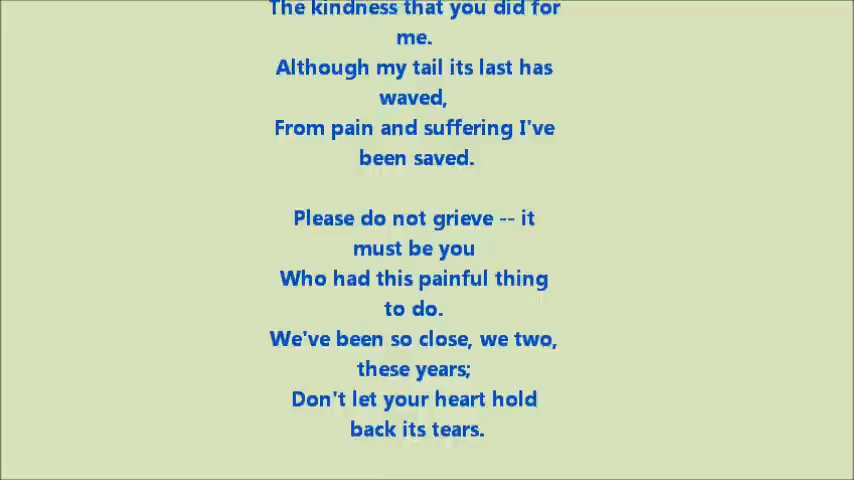 The kindness that you did for
me.
Although my tail its last has
waved,
From pain and suffering I've
been saved.
Please do not grieve -- it
must be you
Who had this painful thing
to do.
We've been so close, we two,
these years;
Don't let your heart hold
back its tears.